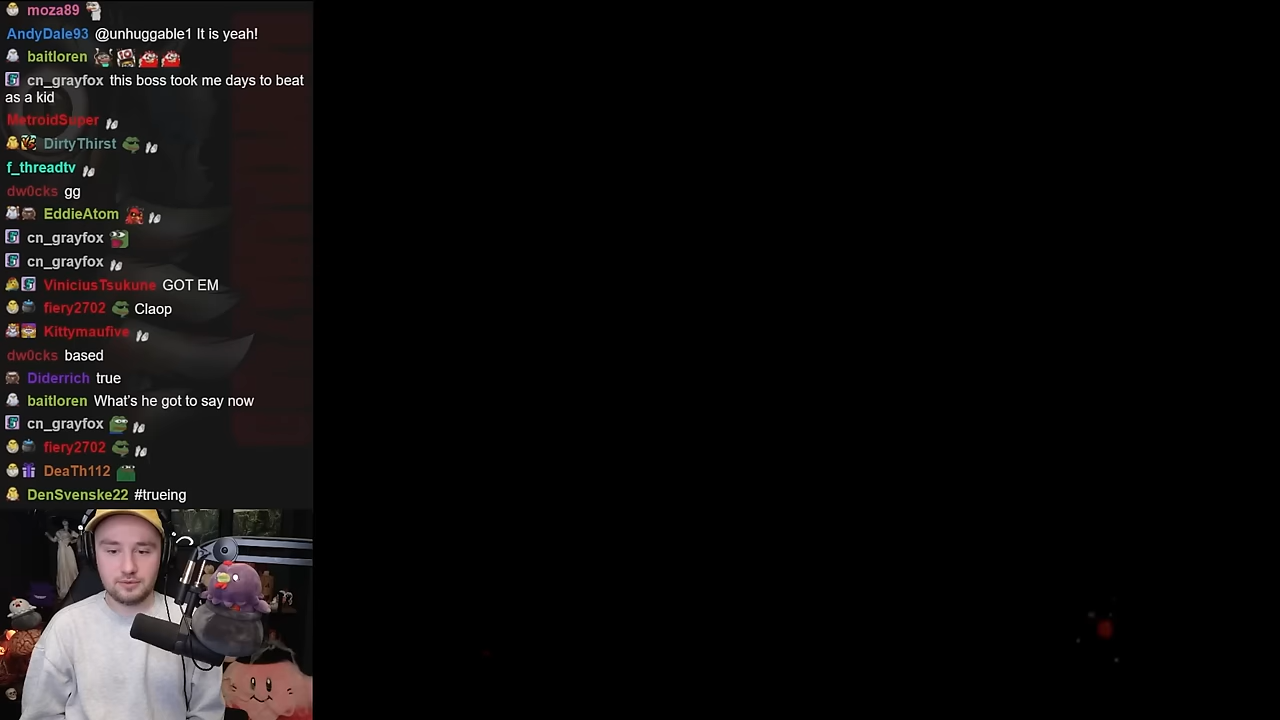 moza89
AndyDale93 @unhuggable1 It is yeah!
baitloren
cn_grayfox this boss took me days to beat
as a kid
MetroidSuper
DirtyThirst
f_threadtv
dw0cks gg
EddieAtom
cn_grayfox
cn_grayfox
ViniciusTsukune GOT EM
fiery2702 Claop
Kittymaufive
dw0cks based
Diderrich true
baitloren What's he got to say now
cn_grayfox
fiery2702
DeaTh112
DenSvenske22 #trueing